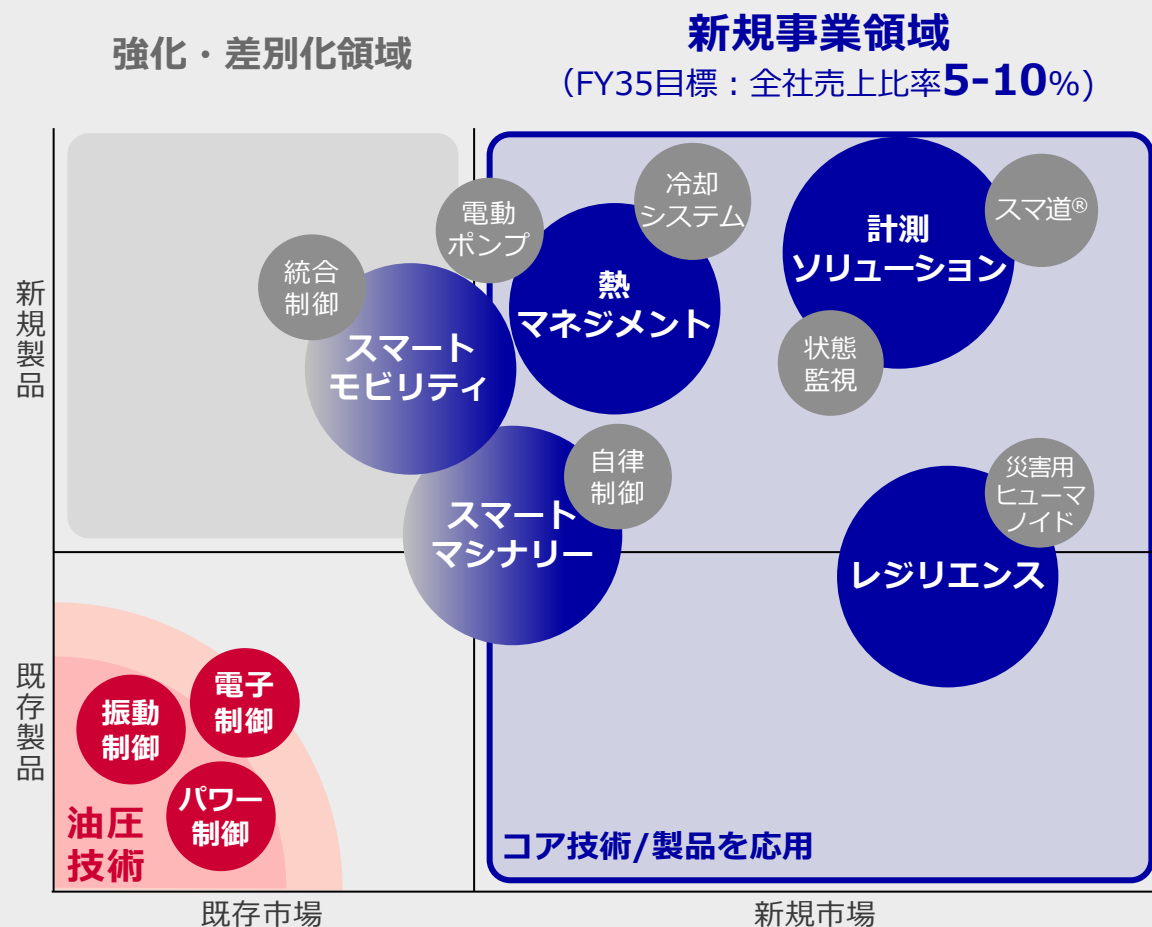 強化・差別化領域
新規事業領域
（FY35目標：全社売上比率5-10%）
新規製品
既存製品
統合
制御
電動
ポンプ
冷却
システム
スマ道®
スマート
モビリティ
熱
マネジメント
計測
ソリューション
状態
監視
スマート
マシナリー
自律
制御
災害用
ヒューマ
ノイド
レジリエンス
振動
制御
電子
制御
パワー
制御
油圧
技術
コア技術/製品を応用
既存市場
新規市場